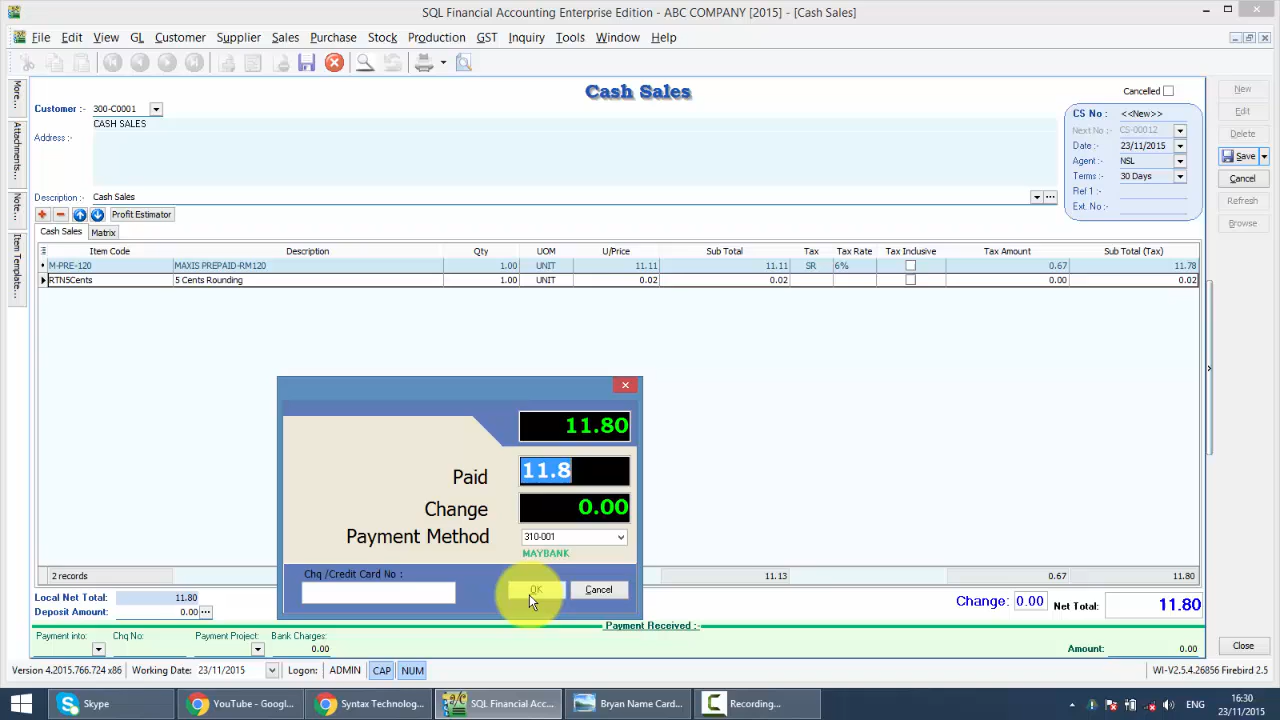 SQL Financial Accounting Enterprise Edition - ABC COMPANY [2015] - [Cash Sales]
File Edit View GL Customer Supplier Sales Purchase Stock Production GST Inquiry Tools Window Help
Cash Sales
Cancelled
Customer :- 300-C0001
CASH SALES
Address :-
Description :- Cash Sales
CS No : <<New>>
Next No : CS-00012
Date :- 23/11/2015
Agent :- NSL
Terms :- 30 Days
Ref 1 :-
Ext. No :-
New
Edit
Delete
Save
Cancel
Refresh
Browse
More...
Attachments...
Note...
Item Template...
Profit Estimator
Cash Sales Matrix
Item Code Description Qty UOM U/Price Sub Total Tax Tax Rate Tax Inclusive Tax Amount Sub Total (Tax)
M-PRE-120 MAXIS PREPAID-RM120 1.00 UNIT 11.11 11.11 SR 6% 0.67 11.78
RTN5Cents 5 Cents Rounding 1.00 UNIT 0.02 0.02 0.00 0.02
11.80
Paid 11.8
Change 0.00
Payment Method 310-001
MAYBANK
Chq /Credit Card No :
OK Cancel
2 records 11.13 0.67 11.80
Local Net Total: 11.80
Deposit Amount: 0.00
Change: 0.00 Net Total: 11.80
Payment Received :-
Payment into: Chq No: Payment Project: Bank Charges:
0.00 Amount: 0.00
Close
Version 4.2015.766.724 x86 Working Date: 23/11/2015 Logon: ADMIN CAP NUM WI-V2.5.4.26856 Firebird 2.5
Skype YouTube - Googl... Syntax Technolog... SQL Financial Acc... Bryan Name Card... Recording...
ENG 16:30
23/11/2015